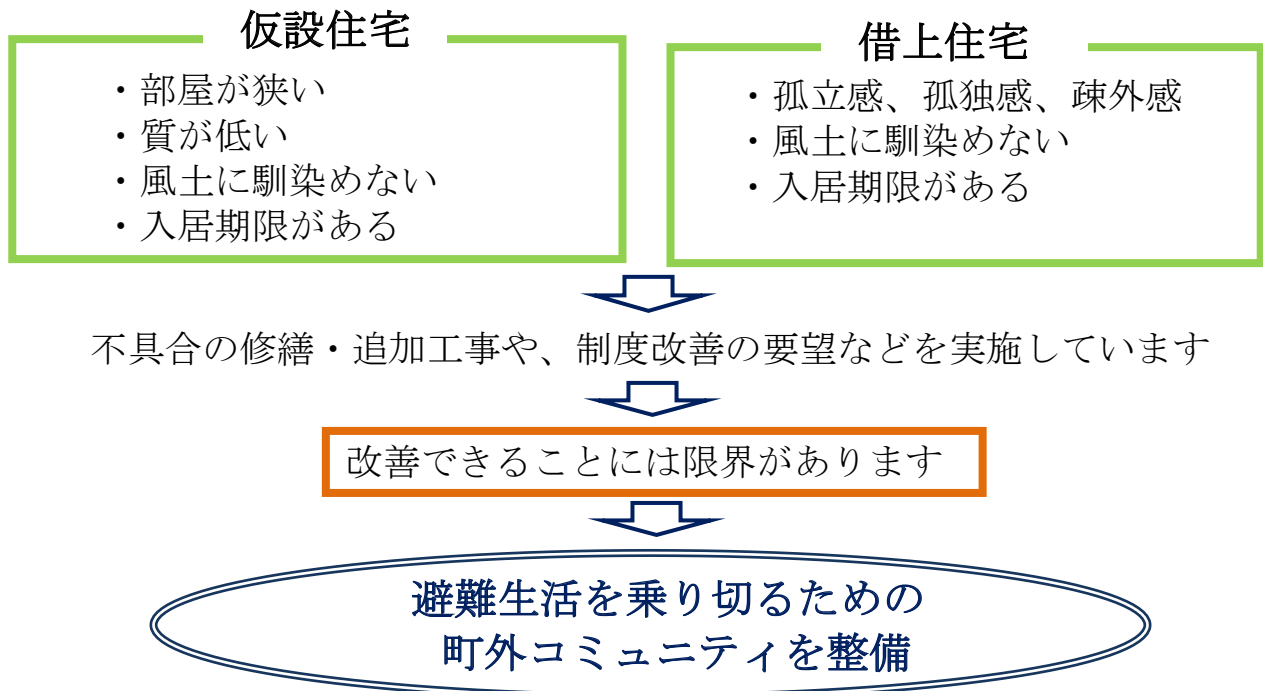 仮設住宅
・部屋が狭い
・質が低い
・風土に馴染めない
・入居期限がある
借上住宅
・孤立感、孤独感、疎外感
・風土に馴染めない
・入居期限がある
不具合の修繕・追加工事や、制度改善の要望などを実施しています
改善できることには限界があります
避難生活を乗り切るための
町外コミュニティを整備